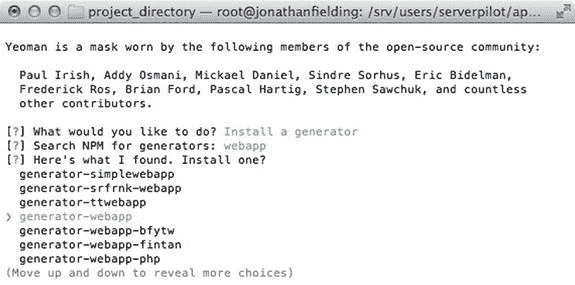 project_directory — root@jonathanfielding: /srv/users/serverpilot/ap...
Yeoman is a mask worn by the following members of the open-source community:
Paul Irish, Addy Osmani, Mickael Daniel, Sindre Sorhus, Eric Bidelman,
Frederick Ros, Brian Ford, Pascal Hartig, Stephen Sawchuk, and countless
other contributors.
[?] What would you like to do? Install a generator
[?] Search NPM for generators: webapp
[?] Here's what I found. Install one?
generator-simplewebapp
generator-srfrnk-webapp
generator-ttwebapp
❯ generator-webapp
generator-webapp-bfytw
generator-webapp-fintan
generator-webapp-php
(Move up and down to reveal more choices)